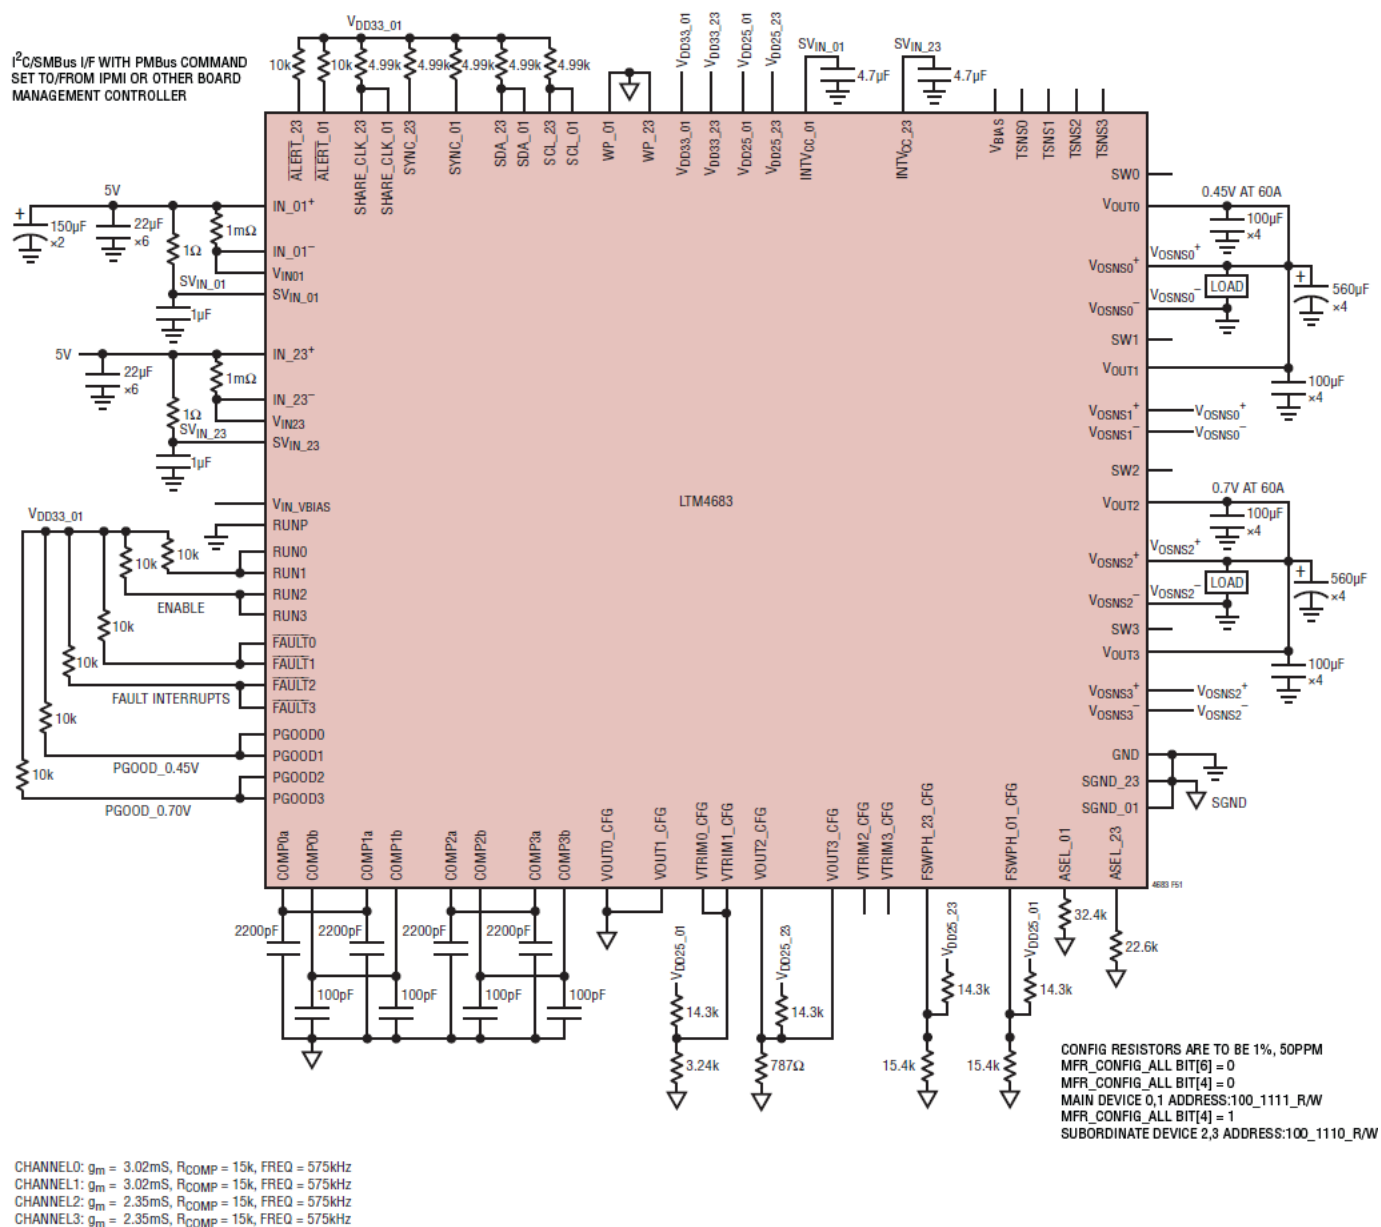 I²C/SMBus I/F WITH PMBus COMMAND
SET TO/FROM IPMI OR OTHER BOARD
MANAGEMENT CONTROLLER
VDD33_01
10k
10k
4.99k
4.99k
4.99k
4.99k
4.99k
VDD33_01
VDD33_23
VDD25_01
VDD25_23
SVIN_01
4.7µF
SVIN_23
4.7µF
ALERT_23
ALERT_01
SHARE_CLK_23
SHARE_CLK_01
SYNC_23
SYNC_01
SDA_23
SDA_01
SCL_23
SCL_01
WP_01
WP_23
VDD33_01
VDD33_23
VDD25_01
VDD25_23
INTVCC_01
INTVCC_23
VBIAS
TSNS0
TSNS1
TSNS2
TSNS3
5V
+
150µF
×2
22µF
×6
1Ω
1mΩ
SVIN_01
1µF
IN_01+
IN_01−
VIN01
SVIN_01
5V
22µF
×6
1Ω
1mΩ
SVIN_23
1µF
IN_23+
IN_23−
VIN23
SVIN_23
VIN_VBIAS
RUNP
RUN0
RUN1
RUN2
RUN3
FAULT0
FAULT1
FAULT2
FAULT3
PGOOD0
PGOOD1
PGOOD2
PGOOD3
VDD33_01
10k
10k
ENABLE
10k
10k
FAULT INTERRUPTS
10k
PGOOD_0.45V
10k
PGOOD_0.70V
LTM4683
SW0
VOUT0
VOSNS0+
VOSNS0−
SW1
VOUT1
VOSNS1+
VOSNS1−
SW2
VOUT2
VOSNS2+
VOSNS2−
SW3
VOUT3
VOSNS3+
VOSNS3−
GND
SGND_23
SGND_01
0.45V AT 60A
100µF
×4
VOSNS0+
LOAD
VOSNS0−
+
560µF
×4
100µF
×4
VOSNS0+
VOSNS0−
0.7V AT 60A
100µF
×4
VOSNS2+
LOAD
VOSNS2−
+
560µF
×4
100µF
×4
VOSNS2+
VOSNS2−
SGND
COMP0a
COMP0b
COMP1a
COMP1b
COMP2a
COMP2b
COMP3a
COMP3b
VOUT0_CFG
VOUT1_CFG
VTRIM0_CFG
VTRIM1_CFG
VOUT2_CFG
VOUT3_CFG
VTRIM2_CFG
VTRIM3_CFG
FSWPH_23_CFG
FSWPH_01_CFG
ASEL_01
ASEL_23
4683 F51
2200pF
2200pF
2200pF
2200pF
100pF
100pF
100pF
100pF
VDD25_01
14.3k
3.24k
VDD25_23
14.3k
787Ω
VDD25_23
14.3k
15.4k
VDD25_01
14.3k
15.4k
32.4k
22.6k
CONFIG RESISTORS ARE TO BE 1%, 50PPM
MFR_CONFIG_ALL BIT[6] = 0
MFR_CONFIG_ALL BIT[4] = 0
MAIN DEVICE 0,1 ADDRESS:100_1111_R/W
MFR_CONFIG_ALL BIT[4] = 1
SUBORDINATE DEVICE 2,3 ADDRESS:100_1110_R/W
CHANNEL0: gm = 3.02mS, RCOMP = 15k, FREQ = 575kHz
CHANNEL1: gm = 3.02mS, RCOMP = 15k, FREQ = 575kHz
CHANNEL2: gm = 2.35mS, RCOMP = 15k, FREQ = 575kHz
CHANNEL3: gm = 2.35mS, RCOMP = 15k, FREQ = 575kHz